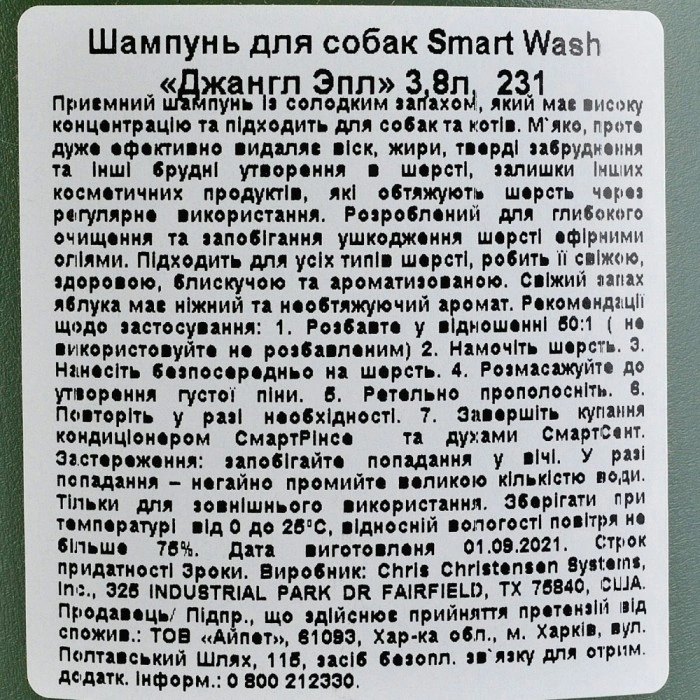 Шампунь для собак Smart Wash
«Джангл Эпл» 3,8л, 231
Приємний шампунь із солодким запахом, який має високу
концентрацію та підходить для собак та котів. М`яко, проте
дуже ефективно видаляє віск, жири, тверді забруднення
та інші брудні утворення в шерсті, залишки інших
косметичних продуктів, які обтяжують шерсть через
регулярне використання. Розроблений для глибокого
очищення та запобігання ушкодження шерсті ефірними
оліями. Підходить для усіх типів шерсті, робить її свіжою,
здоровою, блискучою та ароматизованою. Свіжий запах
яблука має ніжний та необтяжуючий аромат. Рекомендації
щодо застосування: 1. Розбавте у відношенні 50:1 ( не
використовуйте не розбавленим) 2. Намочіть шерсть. 3.
Нанесіть безпосередньо на шерсть. 4. Розмасажуйте до
утворення густої піни. 5. Ретельно прополосніть. 6.
Повторіть у разі необхідності. 7. Завершіть купання
кондиціонером СмартРінсе та духами СмартСент.
Застереження: запобігайте попадання у вічі. У разі
попадання – негайно промийте великою кількістю води.
Тільки для зовнішнього використання. Зберігати при
температурі від 0 до 25°С, відносній вологості повітря не
більше 75%. Дата виготовленя 01.09.2021. Строк
придатності 3роки. Виробник: Chris Christensen Systems,
Inc., 325 INDUSTRIAL PARK DR FAIRFIELD, TX 75840, США.
Продавець/ Підпр., що здійснює прийняття претензій від
спожив.: ТОВ «Айпет», 61093, Хар-ка обл., м. Харків, вул.
Полтавський Шлях, 115, засіб безопл. зв`язку для отрим.
додатк. інформ.: 0 800 212330.